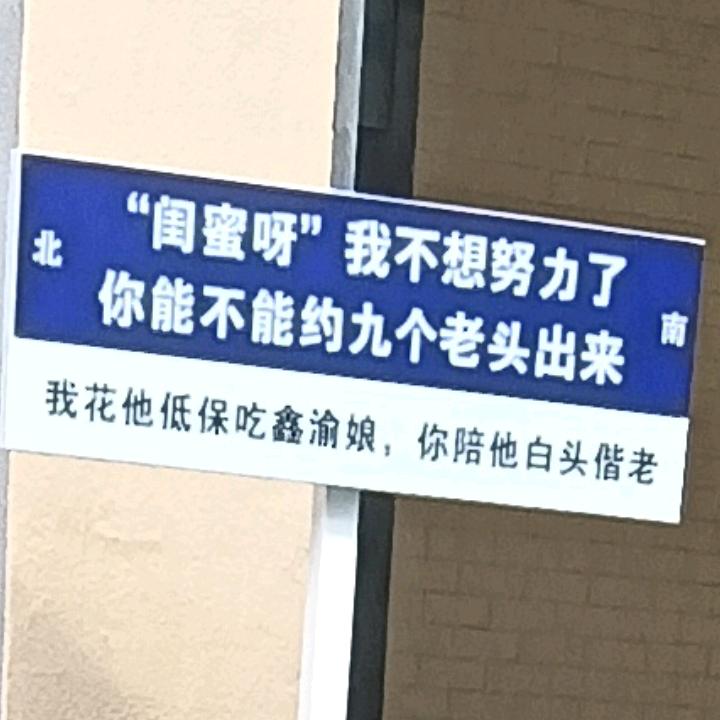 北
“闺蜜呀”我不想努力了
你能不能约九个老头出来
南
我花他低保吃鑫渝娘，你陪他白头偕老